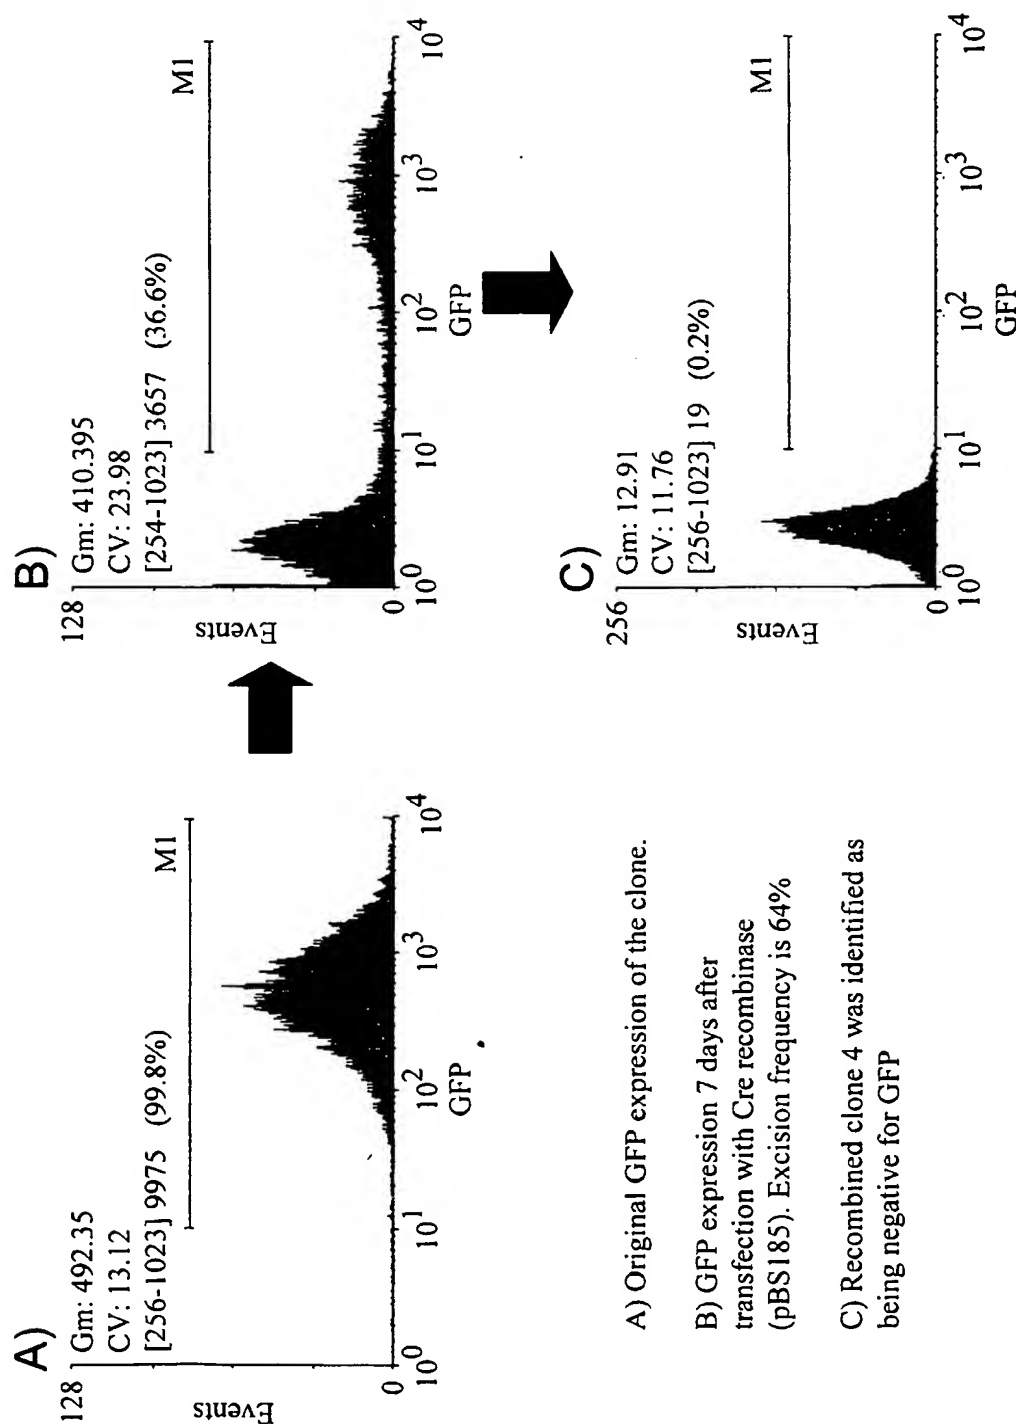 A)
128
Gm: 492.35
CV: 13.12
[256-1023] 9975 (99.8%)
M1
Events
0
10^0
10^1
10^2
10^3
10^4
GFP
B)
128
Gm: 410.395
CV: 23.98
[254-1023] 3657 (36.6%)
M1
Events
0
10^0
10^1
10^2
10^3
10^4
GFP
C)
256
Gm: 12.91
CV: 11.76
[256-1023] 19 (0.2%)
M1
Events
0
10^0
10^1
10^2
10^3
10^4
GFP
A) Original GFP expression of the clone.
B) GFP expression 7 days after
transfection with Cre recombinase
(pBS185). Excision frequency is 64%
C) Recombined clone 4 was identified as
being negative for GFP